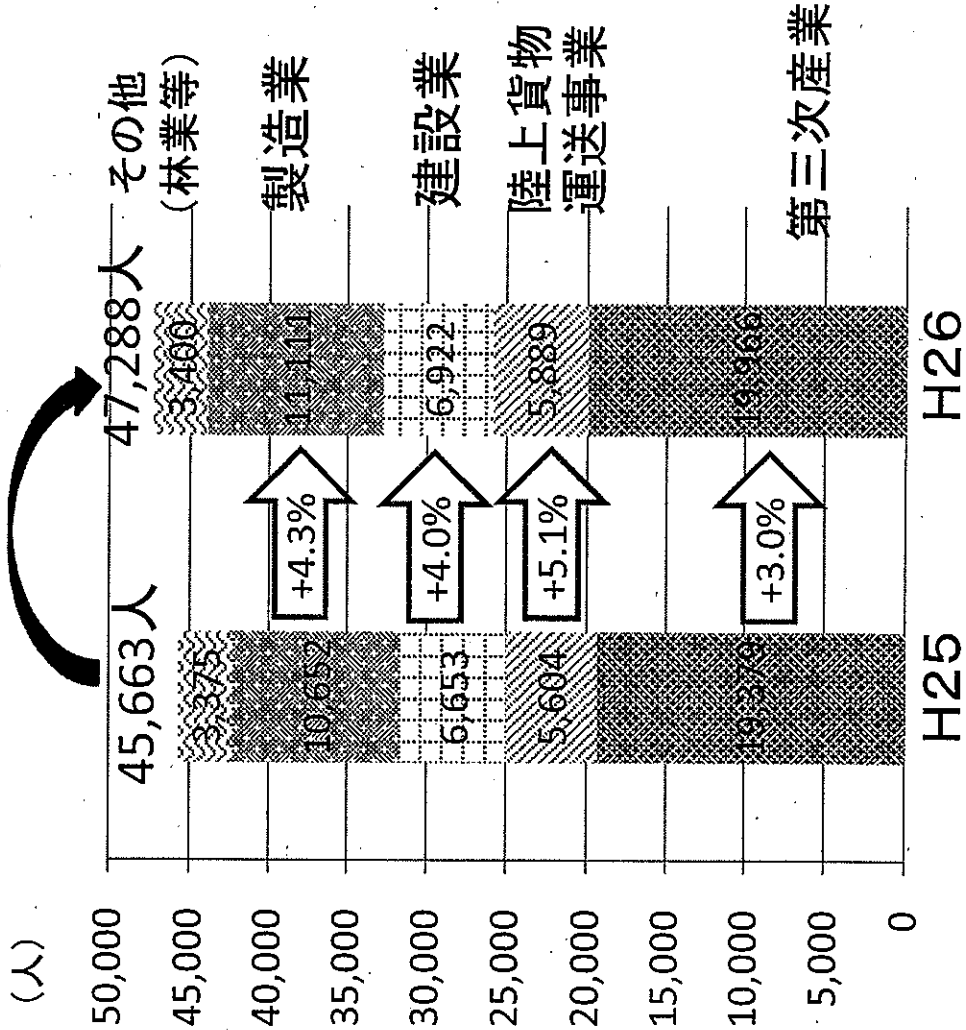 (人)
50,000
45,000
40,000
35,000
30,000
25,000
20,000
15,000
10,000
5,000
0
45,663人
3,375
10,652
6,653
5,604
19,379
H25
+4.3%
+4.0%
+5.1%
+3.0%
47,288人
3,400
11,111
6,922
5,889
19,966
H26
その他
(林業等)
製造業
建設業
陸上貨物
運送事業
第三次産業